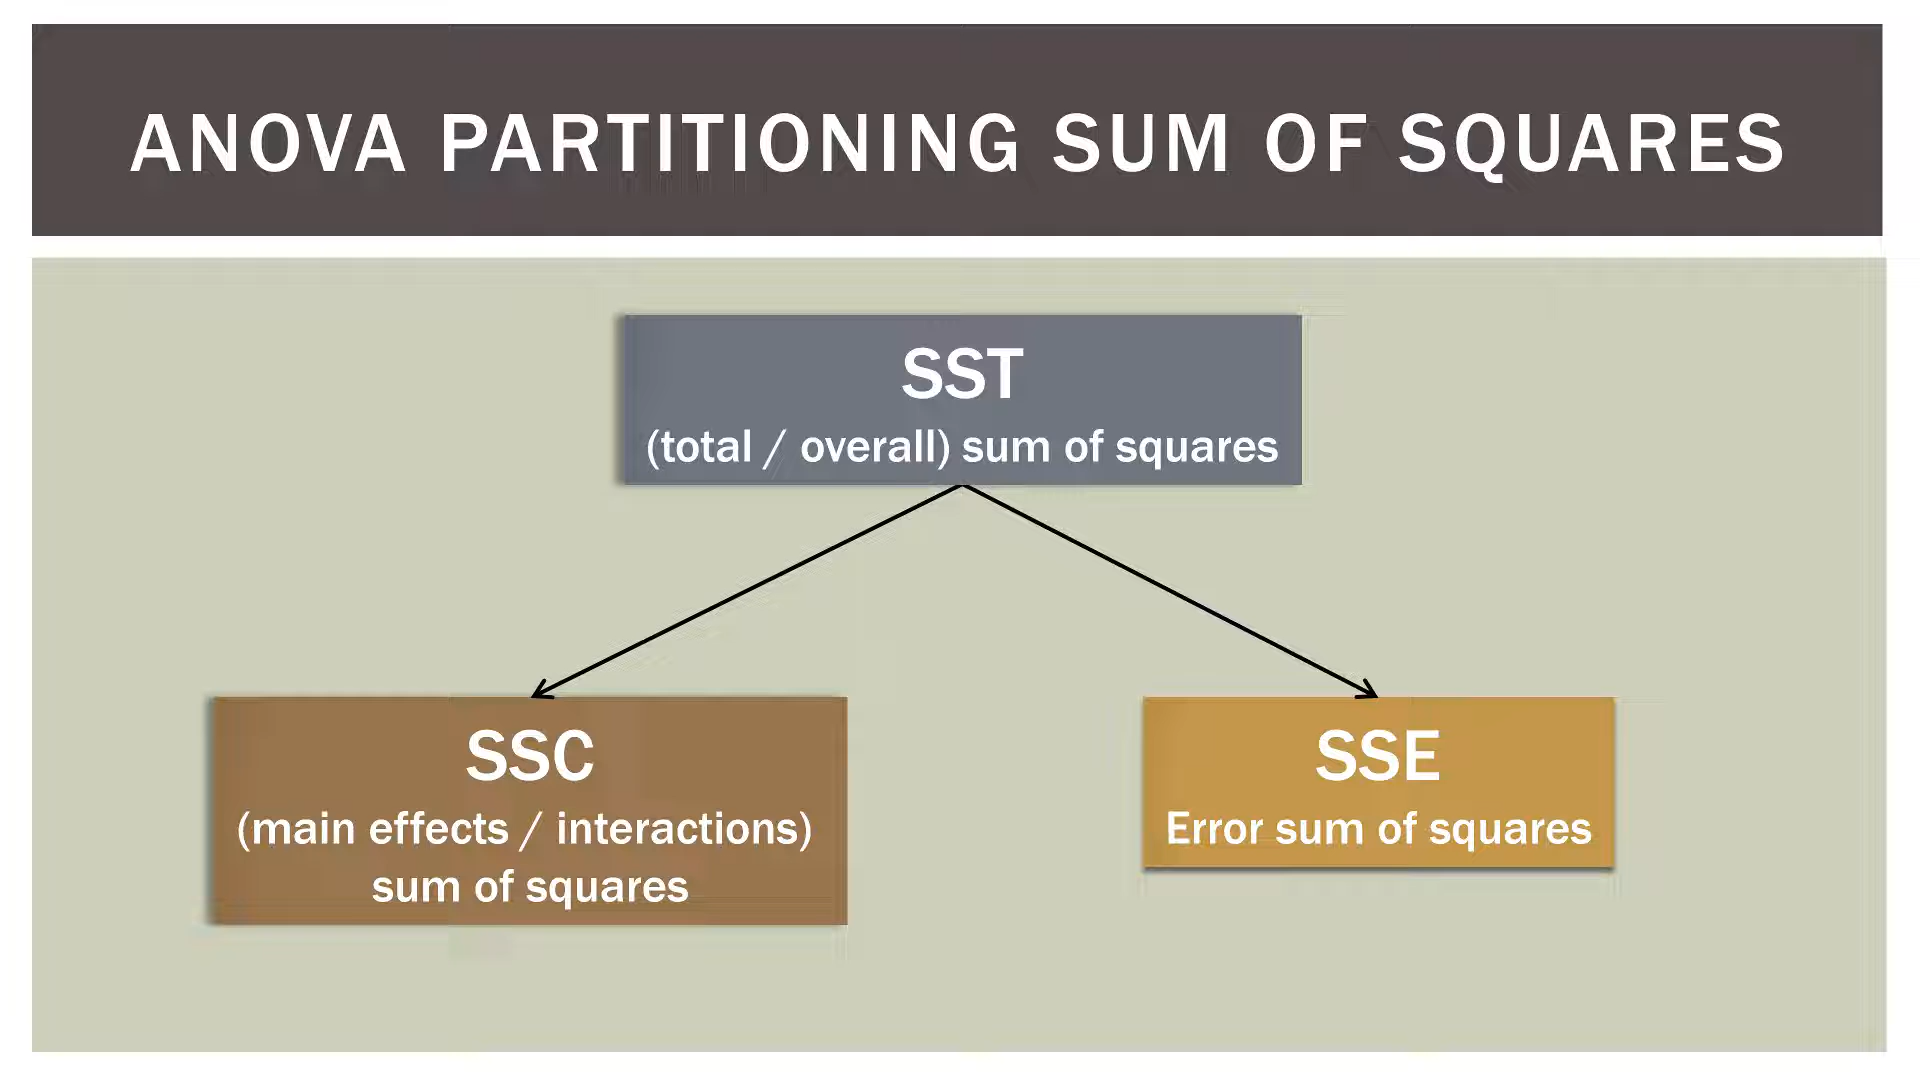 ANOVA PARTITIONING SUM OF SQUARES
SST
(total / overall) sum of squares
SSC
(main effects / interactions)
sum of squares
SSE
Error sum of squares